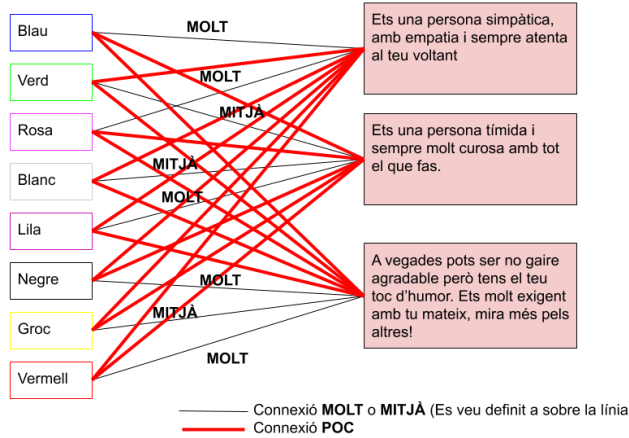 Blau
Verd
Rosa
Blanc
Lila
Negre
Groc
Vermell
MOLT
MOLT
MITJÀ
MITJÀ
MOLT
MOLT
MITJÀ
MOLT
Ets una persona simpàtica,
amb empatia i sempre atenta
al teu voltant
Ets una persona tímida i
sempre molt curosa amb tot
el que fas.
A vegades pots ser no gaire
agradable però tens el teu
toc d'humor. Ets molt exigent
amb tu mateix, mira més pels
altres!
Connexió MOLT o MITJÀ (Es veu definit a sobre la línia
Connexió POC